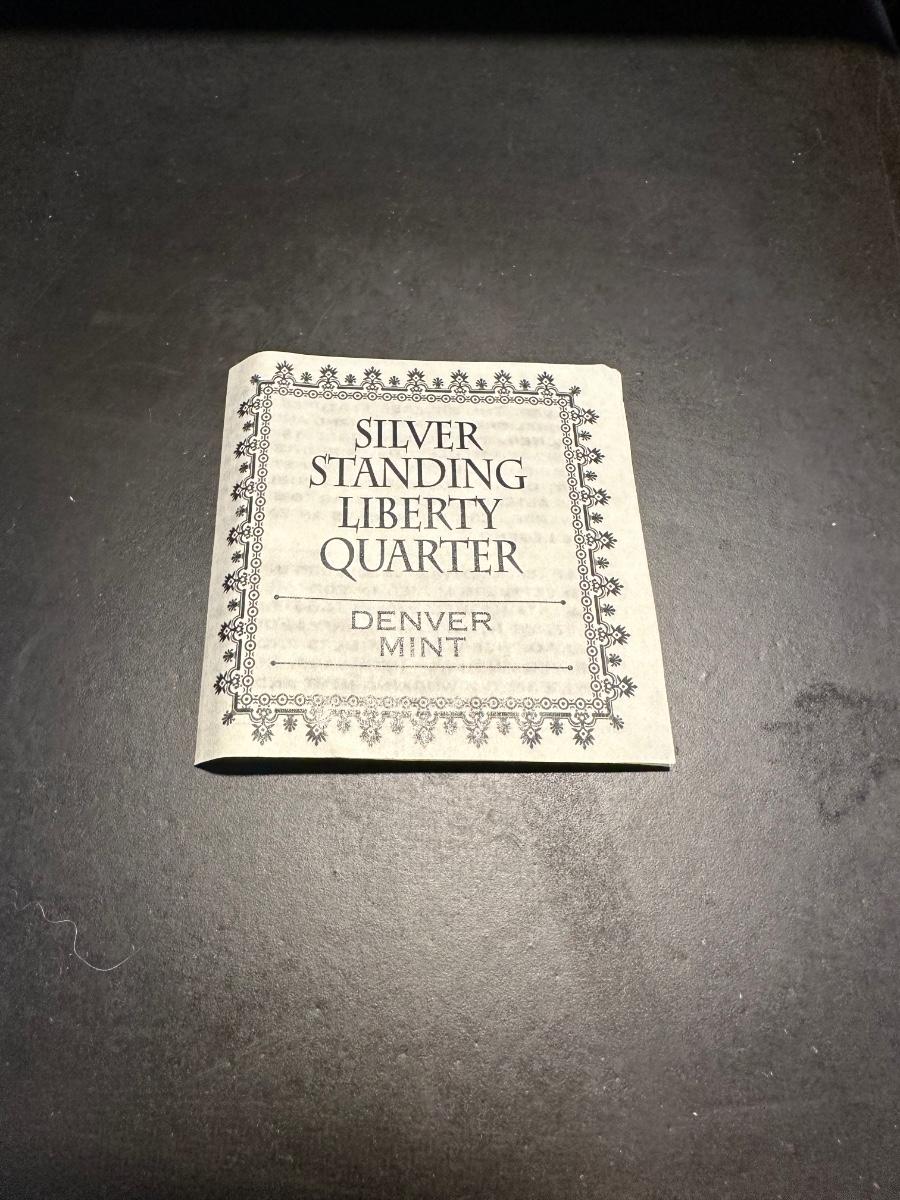 SILVER
STANDING
LIBERTY
QUARTER
DENVER
MINT